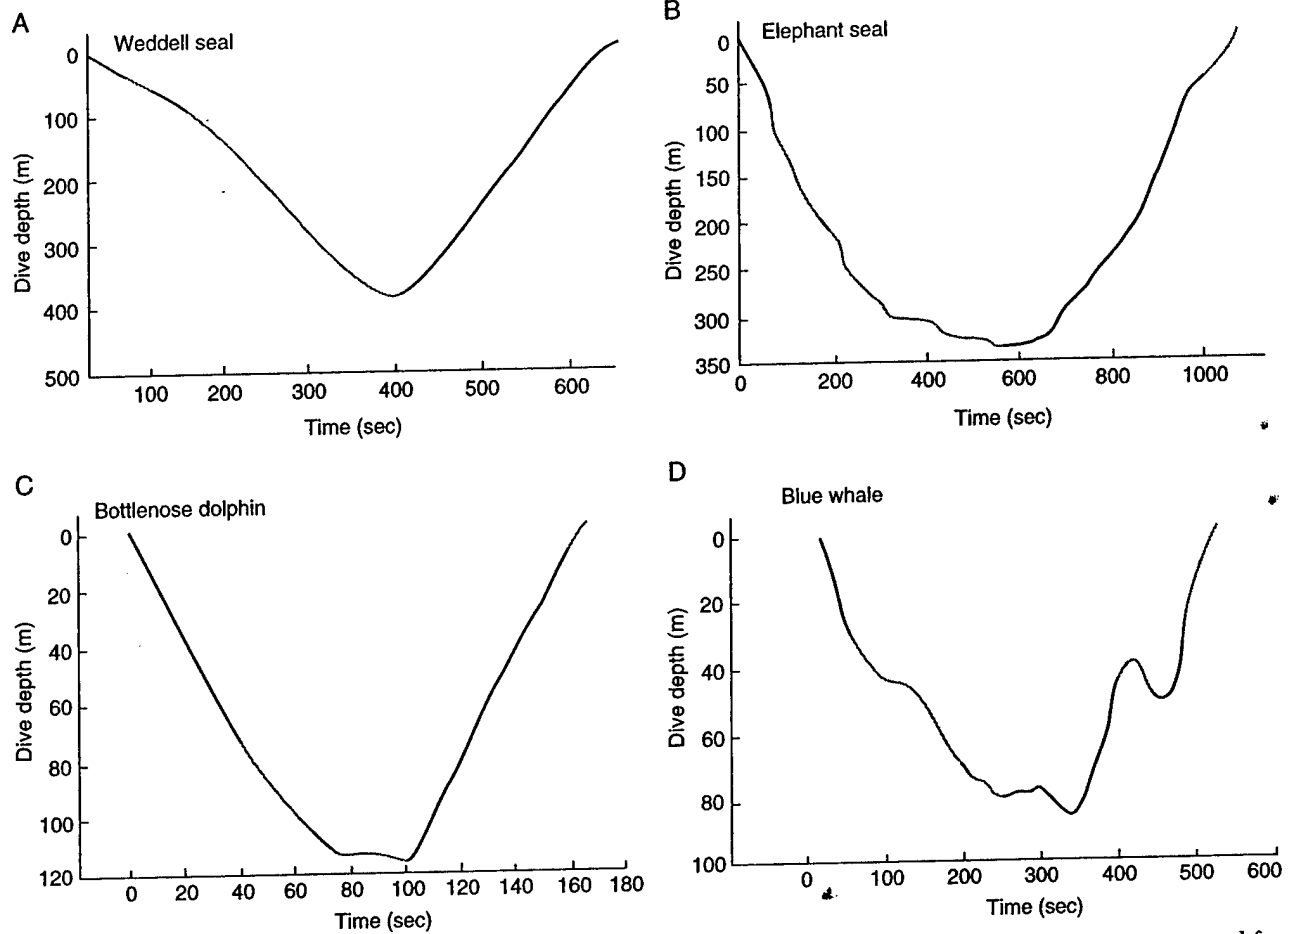 A
Weddell seal
0
100
200
300
400
500
Dive depth (m)
100 200 300 400 500 600
Time (sec)
B
Elephant seal
0
50
100
150
200
250
300
350
Dive depth (m)
0 200 400 600 800 1000
Time (sec)
C
Bottlenose dolphin
0
20
40
60
80
100
120
Dive depth (m)
0 20 40 60 80 100 120 140 160 180
Time (sec)
D
Blue whale
0
20
40
60
80
100
Dive depth (m)
0 100 200 300 400 500 600
Time (sec)